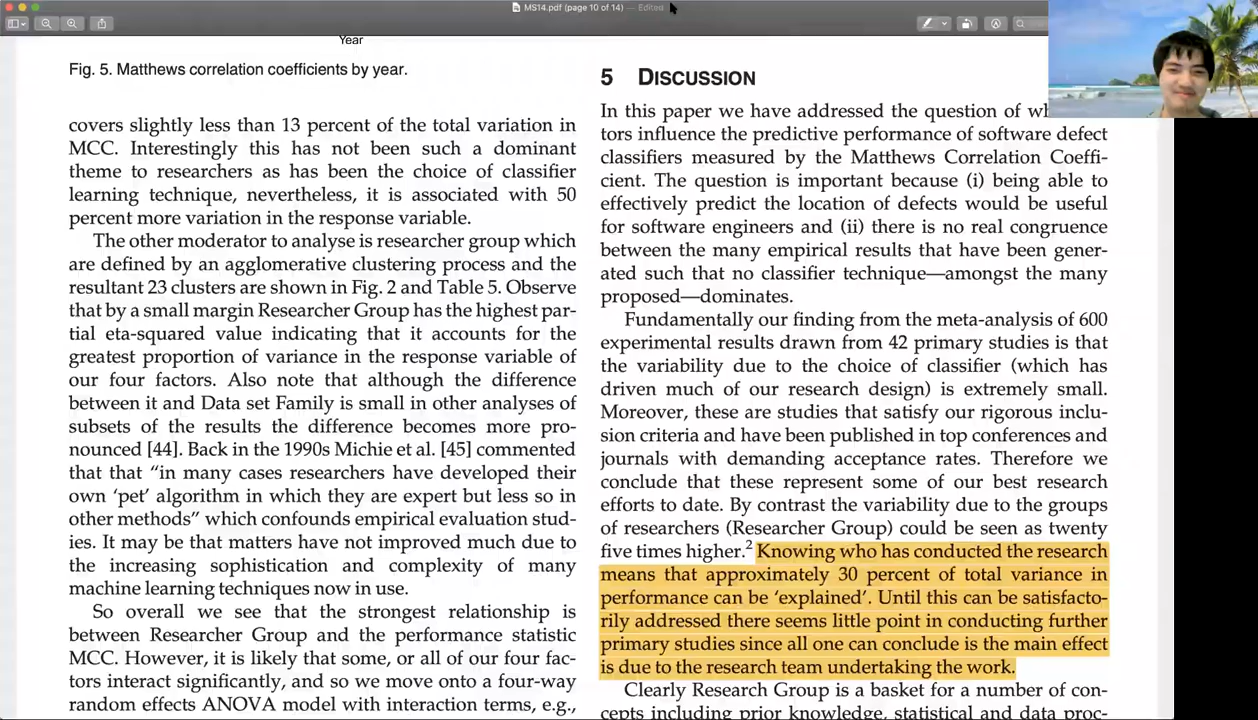 MS14.pdf (page 10 of 14) — Edited
Year
Fig. 5. Matthews correlation coefficients by year.
covers slightly less than 13 percent of the total variation in
MCC. Interestingly this has not been such a dominant
theme to researchers as has been the choice of classifier
learning technique, nevertheless, it is associated with 50
percent more variation in the response variable.
The other moderator to analyse is researcher group which
are defined by an agglomerative clustering process and the
resultant 23 clusters are shown in Fig. 2 and Table 5. Observe
that by a small margin Researcher Group has the highest par-
tial eta-squared value indicating that it accounts for the
greatest proportion of variance in the response variable of
our four factors. Also note that although the difference
between it and Data set Family is small in other analyses of
subsets of the results the difference becomes more pro-
nounced [44]. Back in the 1990s Michie et al. [45] commented
that that “in many cases researchers have developed their
own ‘pet’ algorithm in which they are expert but less so in
other methods” which confounds empirical evaluation stud-
ies. It may be that matters have not improved much due to
the increasing sophistication and complexity of many
machine learning techniques now in use.
So overall we see that the strongest relationship is
between Researcher Group and the performance statistic
MCC. However, it is likely that some, or all of our four fac-
tors interact significantly, and so we move onto a four-way
random effects ANOVA model with interaction terms, e.g.,
5 DISCUSSION
In this paper we have addressed the question of
tors influence the predictive performance of software defect
classifiers measured by the Matthews Correlation Coeffi-
cient. The question is important because (i) being able to
effectively predict the location of defects would be useful
for software engineers and (ii) there is no real congruence
between the many empirical results that have been gener-
ated such that no classifier technique—amongst the many
proposed—dominates.
Fundamentally our finding from the meta-analysis of 600
experimental results drawn from 42 primary studies is that
the variability due to the choice of classifier (which has
driven much of our research design) is extremely small.
Moreover, these are studies that satisfy our rigorous inclu-
sion criteria and have been published in top conferences and
journals with demanding acceptance rates. Therefore we
conclude that these represent some of our best research
efforts to date. By contrast the variability due to the groups
of researchers (Researcher Group) could be seen as twenty
five times higher.2 Knowing who has conducted the research
means that approximately 30 percent of total variance in
performance can be ‘explained’. Until this can be satisfacto-
rily addressed there seems little point in conducting further
primary studies since all one can conclude is the main effect
is due to the research team undertaking the work.
Clearly Research Group is a basket for a number of con-
cepts including prior knowledge, statistical and data proc-